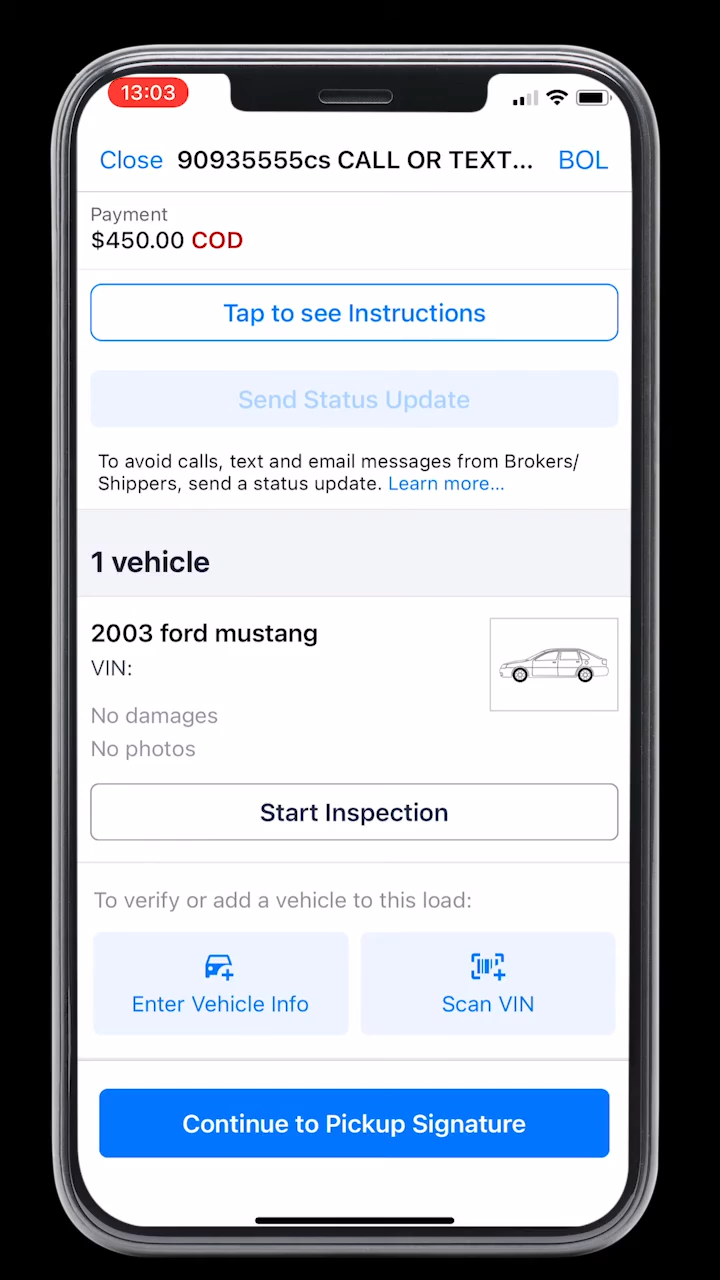 13:03
Close 90935555cs CALL OR TEXT... BOL
Payment
$450.00 COD
Tap to see Instructions
Send Status Update
To avoid calls, text and email messages from Brokers/
Shippers, send a status update. Learn more...
1 vehicle
2003 ford mustang
VIN:
No damages
No photos
Start Inspection
To verify or add a vehicle to this load:
Enter Vehicle Info
Scan VIN
Continue to Pickup Signature